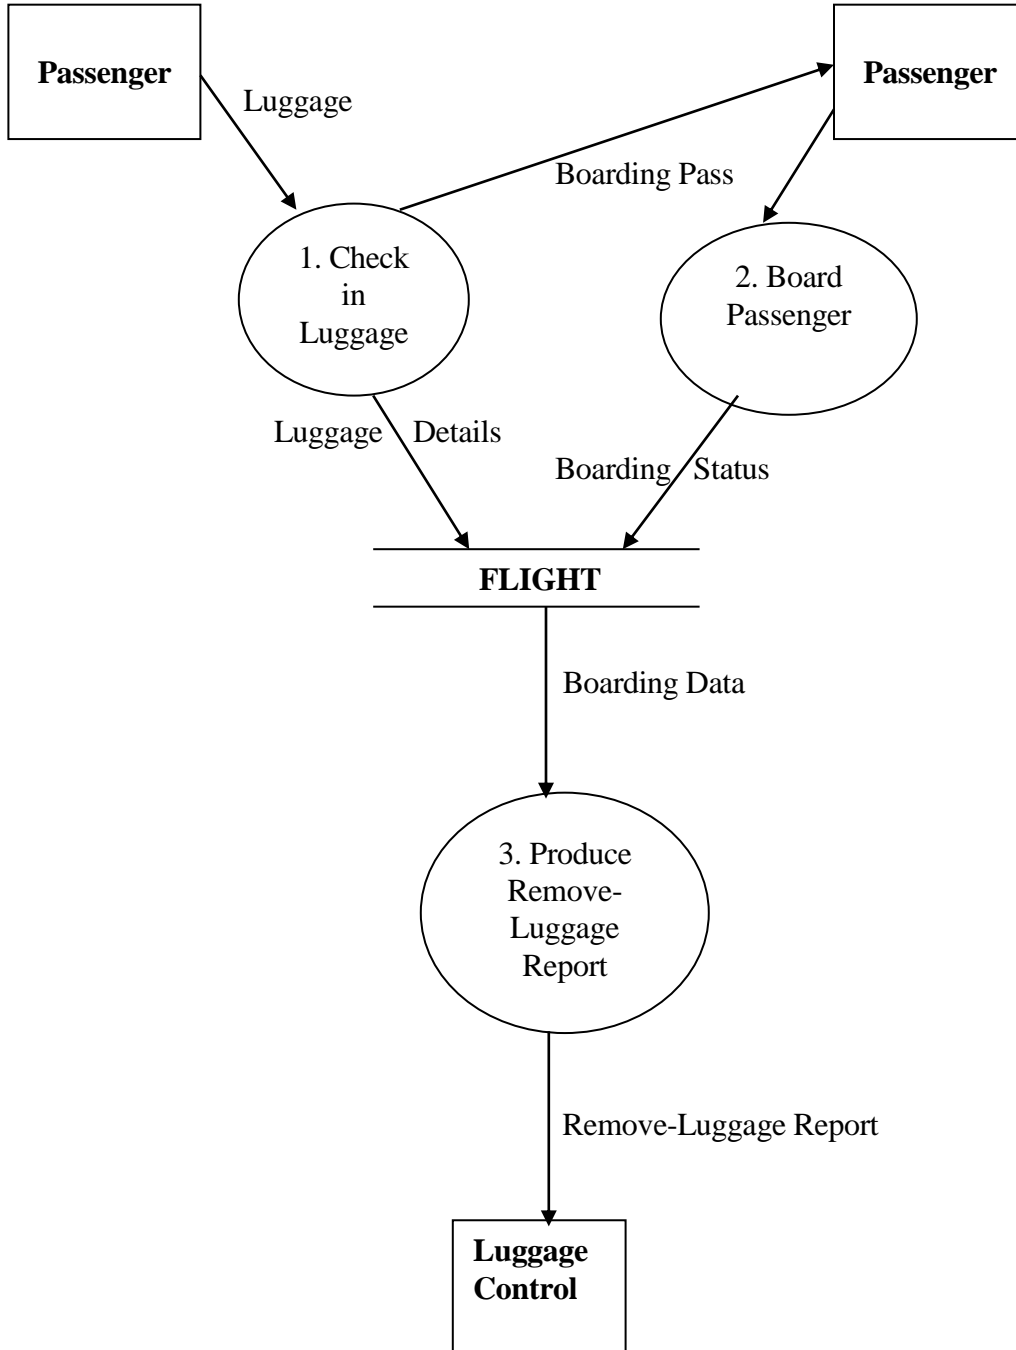 Passenger
Passenger
Luggage
Boarding Pass
1. Check
in
Luggage
2. Board
Passenger
Luggage Details
Boarding Status
FLIGHT
Boarding Data
3. Produce
Remove-
Luggage
Report
Remove-Luggage Report
Luggage
Control